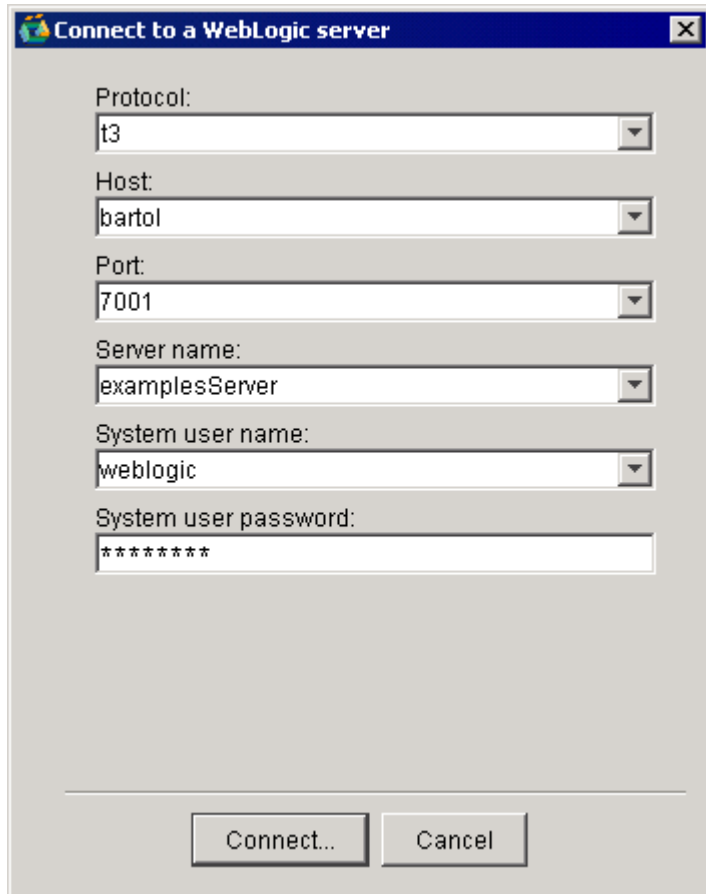 Connect to a WebLogic server
Protocol:
t3
Host:
bartol
Port:
7001
Server name:
examplesServer
System user name:
weblogic
System user password:
********
Connect... Cancel